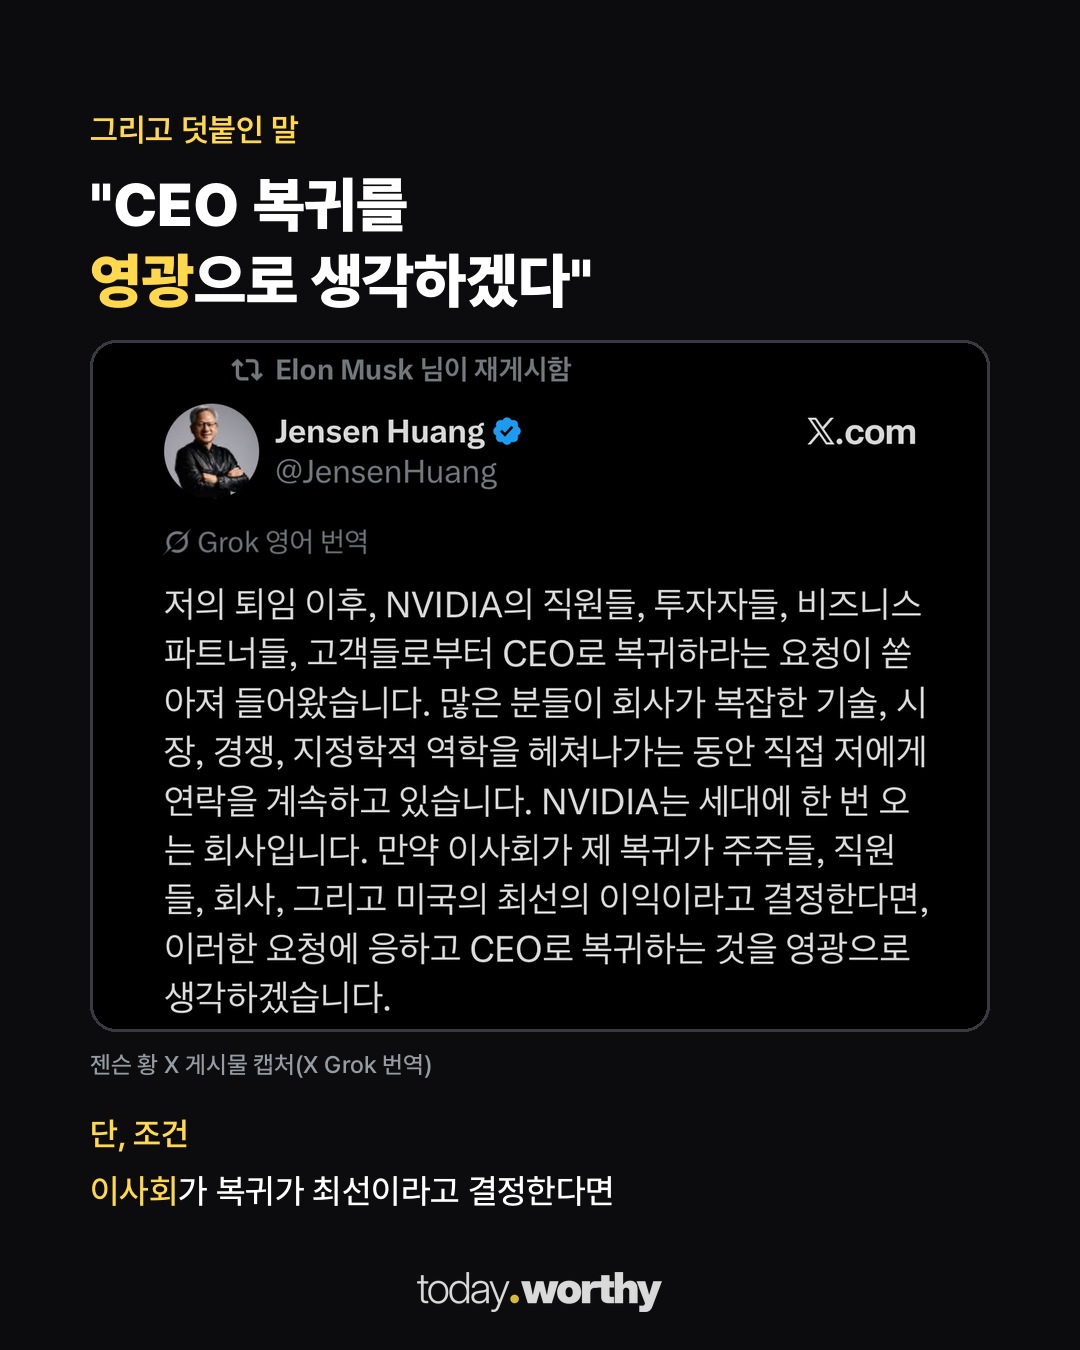 그리고 덧붙인 말
"CEO 복귀를
영광으로 생각하겠다"
Elon Musk 님이 재게시함
Jensen Huang
X.com
@JensenHuang
Grok 영어 번역
저의 퇴임 이후, NVIDIA의 직원들, 투자자들, 비즈니스
파트너들, 고객들로부터 CEO로 복귀하라는 요청이 쏟
아져 들어왔습니다. 많은 분들이 회사가 복잡한 기술, 시
장, 경쟁, 지정학적 역학을 헤쳐나가는 동안 직접 저에게
연락을 계속하고 있습니다. NVIDIA는 세대에 한 번 오
는 회사입니다. 만약 이사회가 제 복귀가 주주들, 직원
들, 회사, 그리고 미국의 최선의 이익이라고 결정한다면,
이러한 요청에 응하고 CEO로 복귀하는 것을 영광으로
생각하겠습니다.
젠슨 황 X 게시물 캡처(X Grok 번역)
단, 조건
이사회가 복귀가 최선이라고 결정한다면
today.worthy